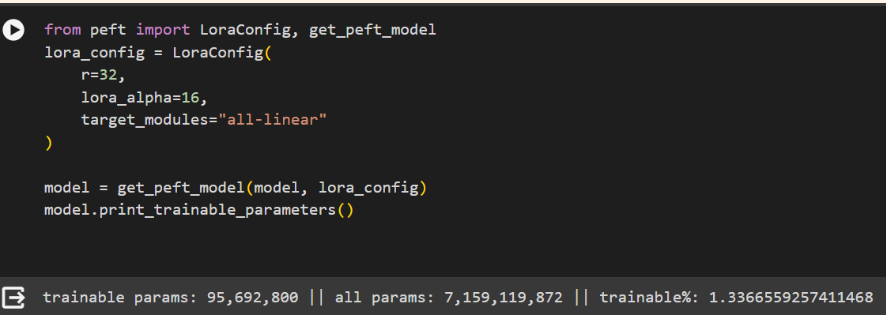 from peft import LoraConfig, get_peft_model
lora_config = LoraConfig(
    r=32,
    lora_alpha=16,
    target_modules="all-linear"
)
model = get_peft_model(model, lora_config)
model.print_trainable_parameters()
trainable params: 95,692,800 || all params: 7,159,119,872 || trainable%: 1.3366559257411468